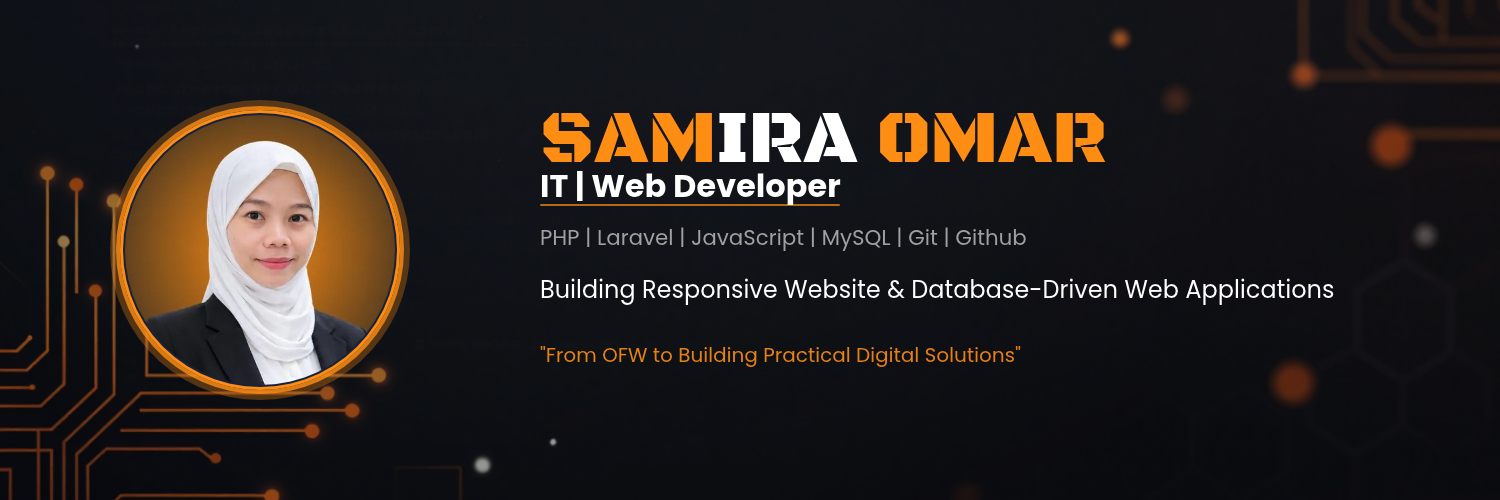 SAMIRA OMAR
IT | Web Developer
PHP | Laravel | JavaScript | MySQL | Git | Github
Building Responsive Website & Database-Driven Web Applications
"From OFW to Building Practical Digital Solutions"